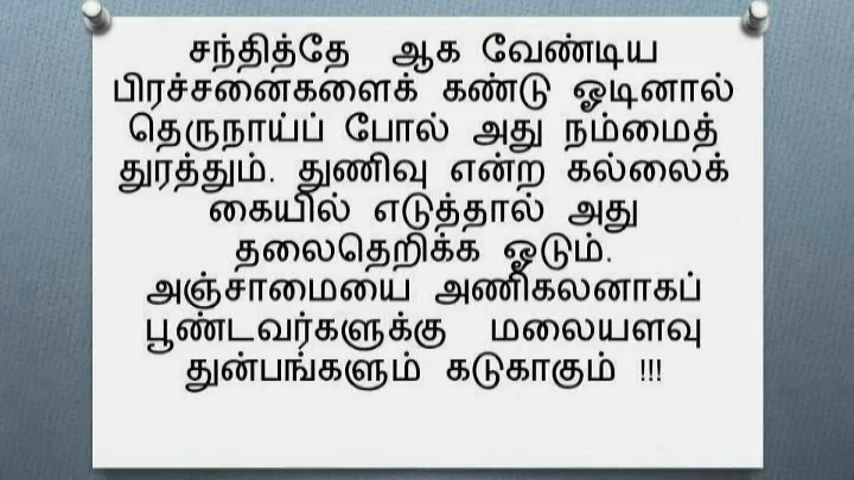 சந்தித்தே ஆக வேண்டிய
பிரச்சனைகளைக் கண்டு ஓடினால்
தெருநாய்ப் போல் அது நம்மைத்
துரத்தும். துணிவு என்ற கல்லைக்
கையில் எடுத்தால் அது
தலைதெறிக்க ஓடும்.
அஞ்சாமையை அணிகலனாகப்
பூண்டவர்களுக்கு மலையளவு
துன்பங்களும் கடுகாகும் !!!